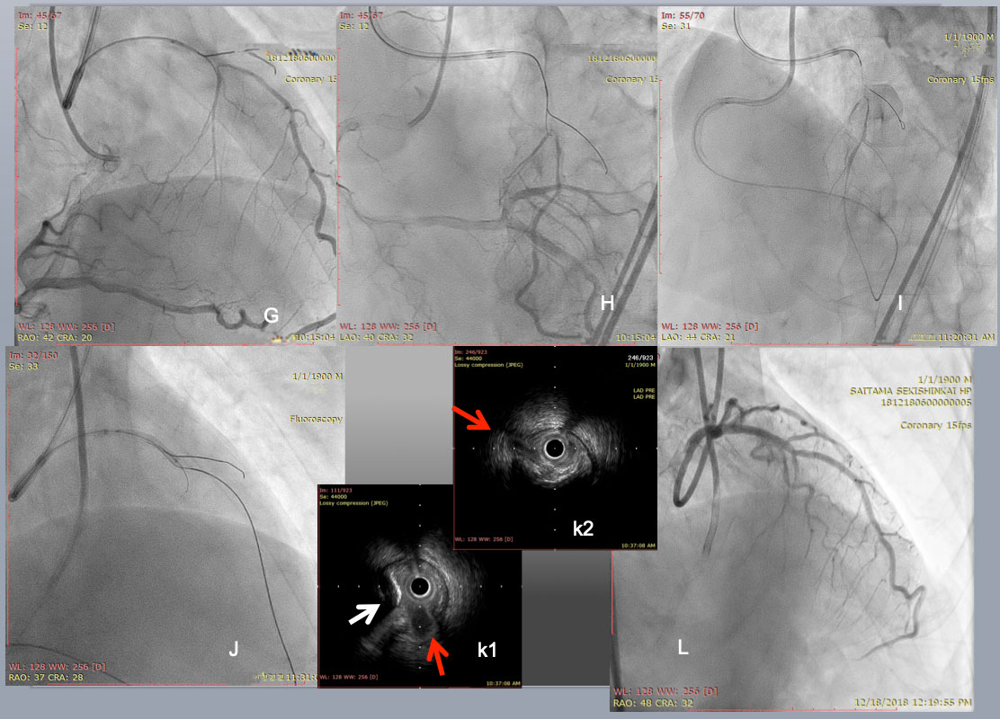 Im: 45/67
Se: 12
1812180600000
Coronary 15
WL: 128 WW: 256 [D]
RAO: 42 CRA: 20
10:15:04
G
Im: 45/67
Se: 12
1812180600000
Coronary 15
WL: 128 WW: 256 [D]
LAO: 40 CRA: 32
10:15:04
H
Im: 55/70
Se: 31
1/1/1900 M
Coronary 15fps
WL: 128 WW: 256 [D]
LAO: 44 CRA: 21
11:20:31 AM
I
Im: 32/150
Se: 33
1/1/1900 M
Fluoroscopy
WL: 128 WW: 256 [D]
RAO: 37 CRA: 28
J
Im: 111/923
Se: 44000
Lossy compression (JPEG)
WL: 128 WW: 256 [D]
10:37:08 AM
k1
Im: 246/923
Se: 44000
Lossy compression (JPEG)
246/923
1/1/1900 M
LAD PRE
LAD PRE
WL: 128 WW: 256 [D]
10:37:08 AM
k2
1/1/1900 M
SAITAMA SEKISHINKAI HP
18121806000000005
Coronary 15fps
WL: 128 WW: 256 [D]
RAO: 48 CRA: 32
12/18/2018 12:19:55 PM
L